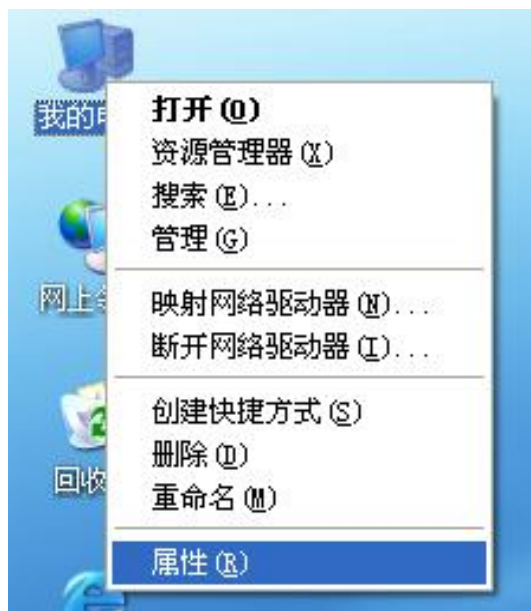 我的
打开(O)
资源管理器(X)
搜索(E)...
管理(G)
网上
映射网络驱动器(N)...
断开网络驱动器(I)...
创建快捷方式(S)
删除(D)
回收
重命名(M)
属性(R)